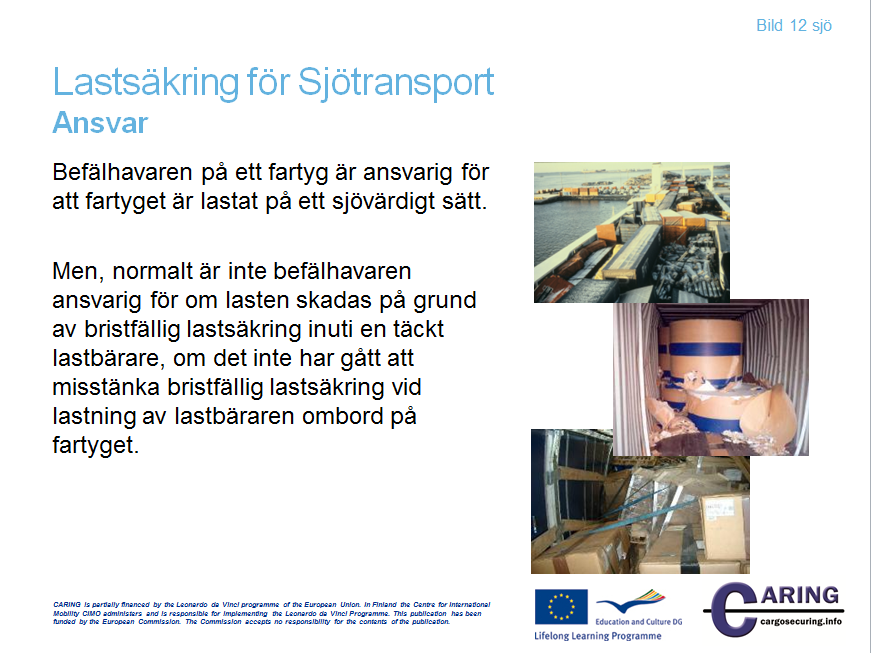 Bild 12 sjö
Lastsäkring för Sjötransport
Ansvar
Befälhavaren på ett fartyg är ansvarig för
att fartyget är lastat på ett sjövärdigt sätt.
Men, normalt är inte befälhavaren
ansvarig för om lasten skadas på grund
av bristfällig lastsäkring inuti en täckt
lastbärare, om det inte har gått att
misstänka bristfällig lastsäkring vid
lastning av lastbäraren ombord på
fartyget.
CARING is partially financed by the Leonardo da Vinci programme of the European Union. In Finland the Centre for International
Mobility CIMO administers and is responsible for implementing the Leonardo da Vinci Programme. This publication has been
funded by the European Commission. The Commission accepts no responsibility for the contents of the publication.
Education and Culture DG
Lifelong Learning Programme
CARING
cargosecuring.info